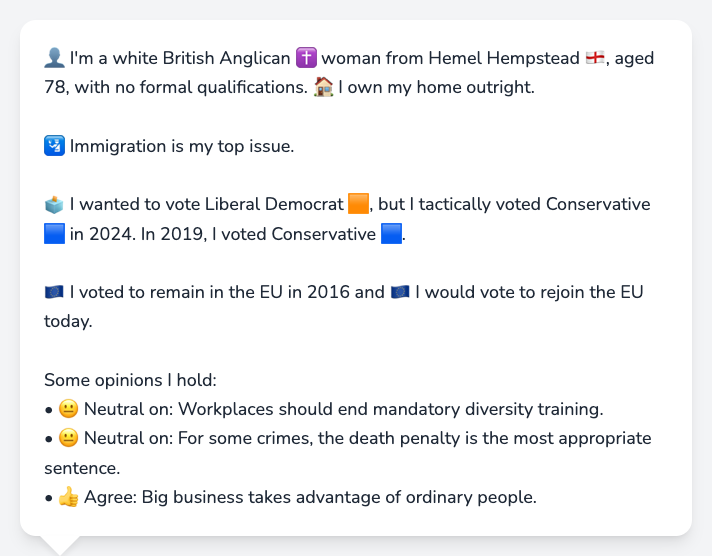 👤 I'm a white British Anglican ✝️ woman from Hemel Hempstead 🏴󠁧󠁢󠁥󠁮󠁧󠁿, aged
78, with no formal qualifications. 🏠 I own my home outright.
🛂 Immigration is my top issue.
🗳️ I wanted to vote Liberal Democrat 🟧, but I tactically voted Conservative
🟦 in 2024. In 2019, I voted Conservative 🟦.
🇪🇺 I voted to remain in the EU in 2016 and 🇪🇺 I would vote to rejoin the EU
today.
Some opinions I hold:
• 😐 Neutral on: Workplaces should end mandatory diversity training.
• 😐 Neutral on: For some crimes, the death penalty is the most appropriate
sentence.
• 👍 Agree: Big business takes advantage of ordinary people.